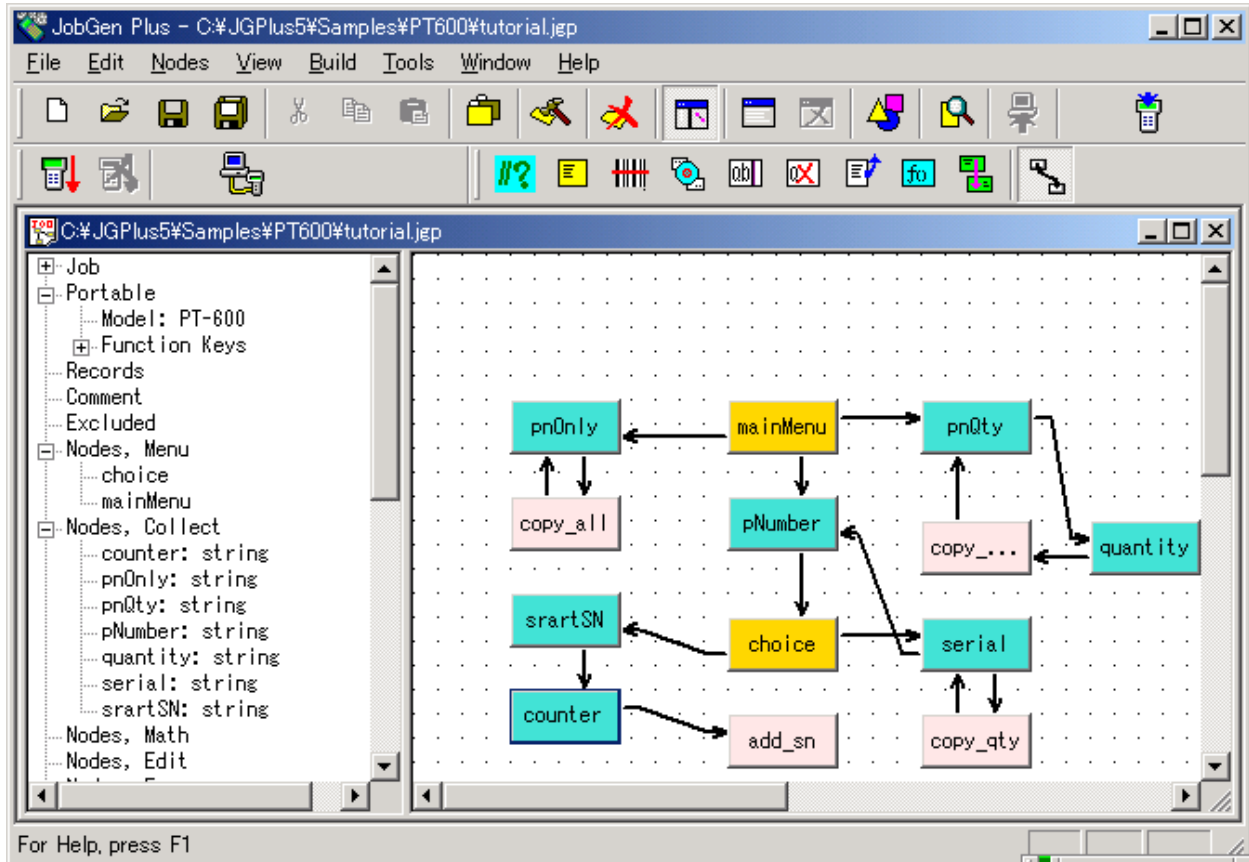 JobGen Plus - C:¥JGPlus5¥Samples¥PT600¥tutorial.jgp
File Edit Nodes View Build Tools Window Help
#? ab fo
C:¥JGPlus5¥Samples¥PT600¥tutorial.jgp
Job
Portable
Model: PT-600
Function Keys
Records
Comment
Excluded
Nodes, Menu
choice
mainMenu
Nodes, Collect
counter: string
pnOnly: string
pnQty: string
pNumber: string
quantity: string
serial: string
srartSN: string
Nodes, Math
Nodes, Edit
pnOnly mainMenu pnQty
copy_all pNumber copy_... quantity
srartSN choice serial
counter add_sn copy_qty
For Help, press F1